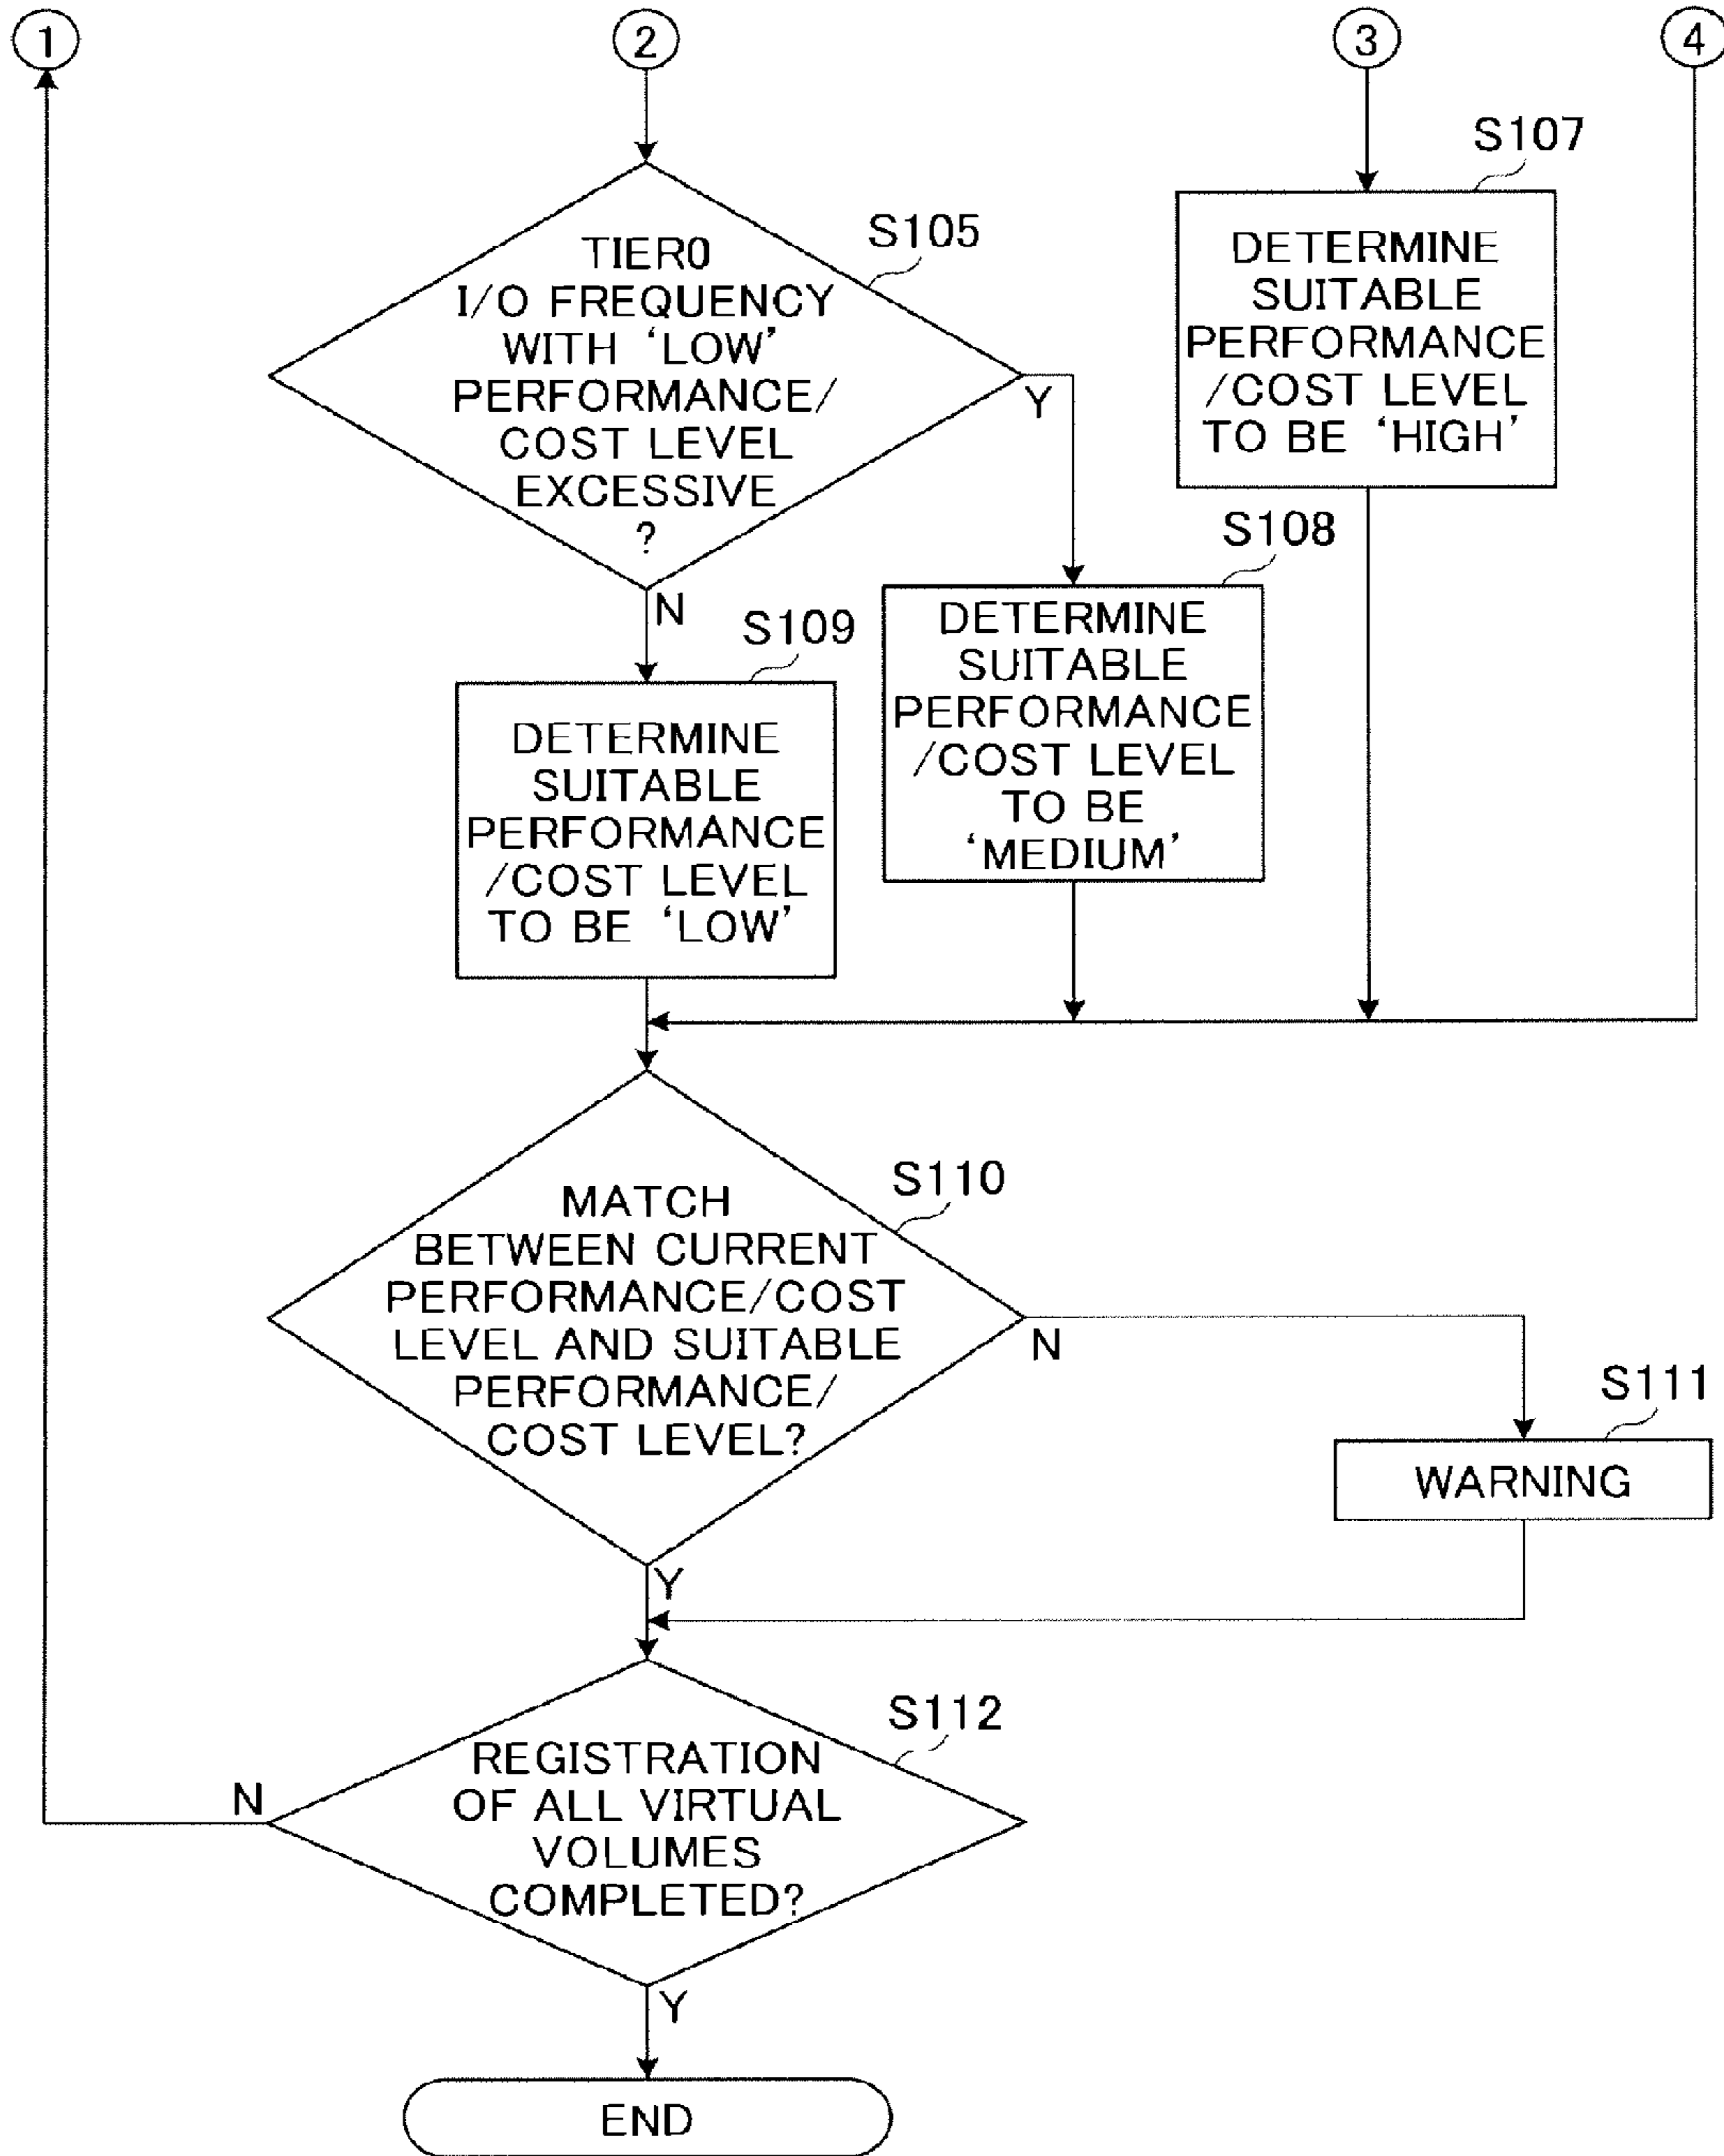 1
2
3
4
S105
TIER0
I/O FREQUENCY
WITH ‘LOW’
PERFORMANCE/
COST LEVEL
EXCESSIVE
?
Y
N
S107
DETERMINE
SUITABLE
PERFORMANCE
/COST LEVEL
TO BE ‘HIGH’
S108
DETERMINE
SUITABLE
PERFORMANCE
/COST LEVEL
TO BE
‘MEDIUM’
S109
DETERMINE
SUITABLE
PERFORMANCE
/COST LEVEL
TO BE ‘LOW’
S110
MATCH
BETWEEN CURRENT
PERFORMANCE/COST
LEVEL AND SUITABLE
PERFORMANCE/
COST LEVEL?
N
Y
S111
WARNING
S112
REGISTRATION
OF ALL VIRTUAL
VOLUMES
COMPLETED?
N
Y
END